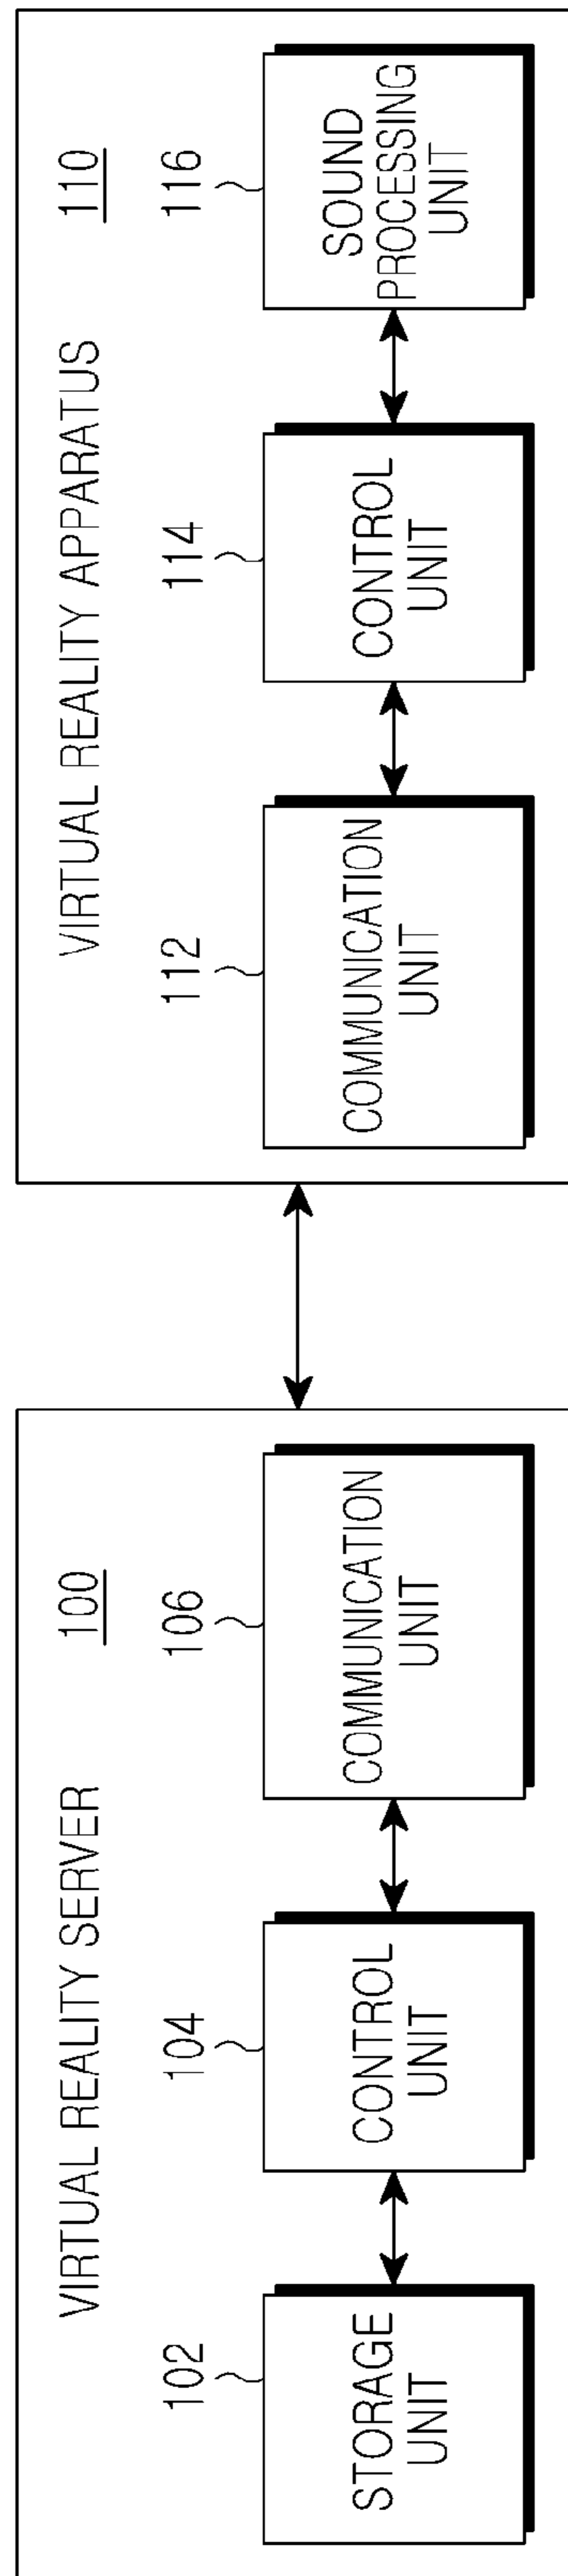 VIRTUAL REALITY SERVER
100
102
STORAGE
UNIT
104
CONTROL
UNIT
106
COMMUNICATION
UNIT
VIRTUAL REALITY APPARATUS
110
112
COMMUNICATION
UNIT
114
CONTROL
UNIT
116
SOUND
PROCESSING
UNIT